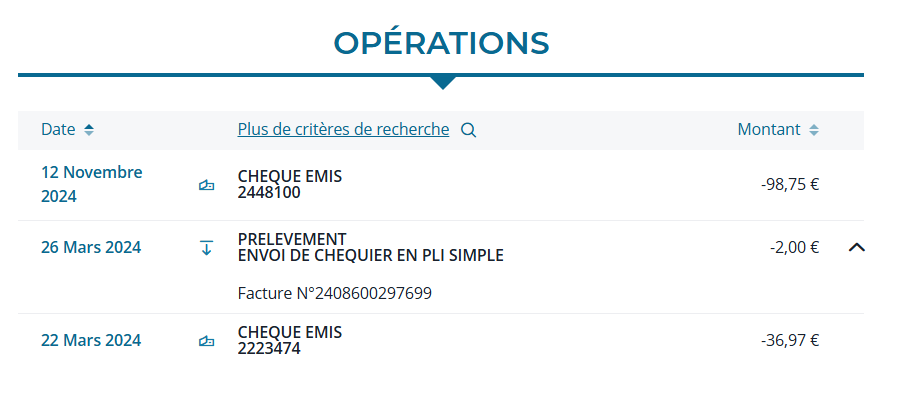 OPÉRATIONS
Date Plus de critères de recherche Montant
12 Novembre
2024
CHEQUE EMIS
2448100
-98,75 €
26 Mars 2024
PRELEVEMENT
ENVOI DE CHEQUIER EN PLI SIMPLE
-2,00 €
Facture N°2408600297699
22 Mars 2024
CHEQUE EMIS
2223474
-36,97 €